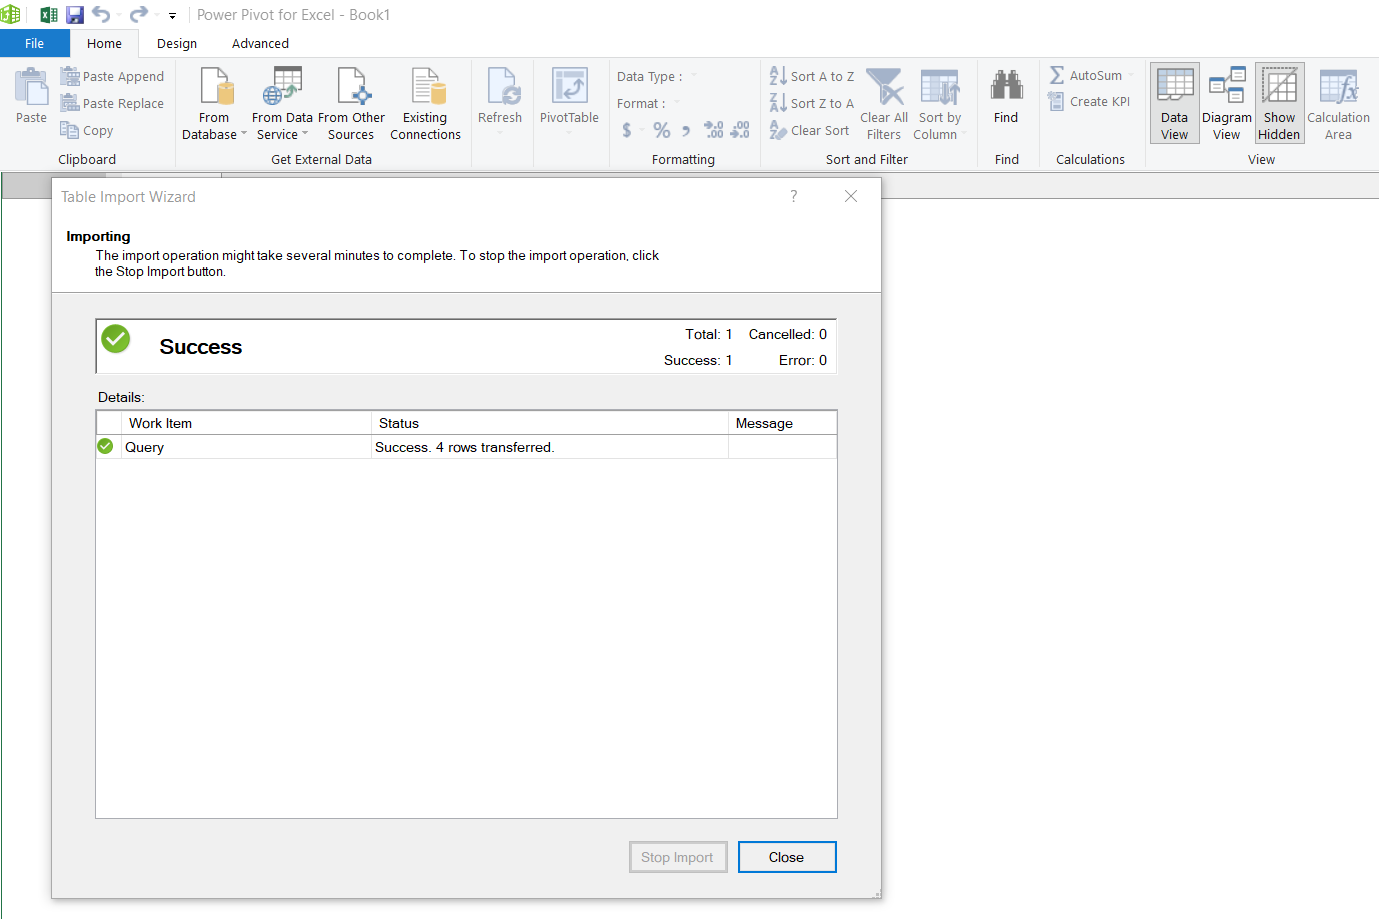 Power Pivot for Excel - Book1
File Home Design Advanced
Paste
Paste Append
Paste Replace
Copy
Clipboard
From Database
From Data Service
From Other Sources
Existing Connections
Get External Data
Refresh
PivotTable
Data Type :
Format :
$ % , .00 .00
Formatting
Sort A to Z
Sort Z to A
Clear Sort
Clear All Filters
Sort by Column
Sort and Filter
Find
Find
AutoSum
Create KPI
Calculations
Data View
Diagram View
Show Hidden
Calculation Area
View
Table Import Wizard ?
Importing
The import operation might take several minutes to complete. To stop the import operation, click
the Stop Import button.
Success
Total: 1 Cancelled: 0
Success: 1 Error: 0
Details:
Work Item Status Message
Query Success. 4 rows transferred.
Stop Import Close